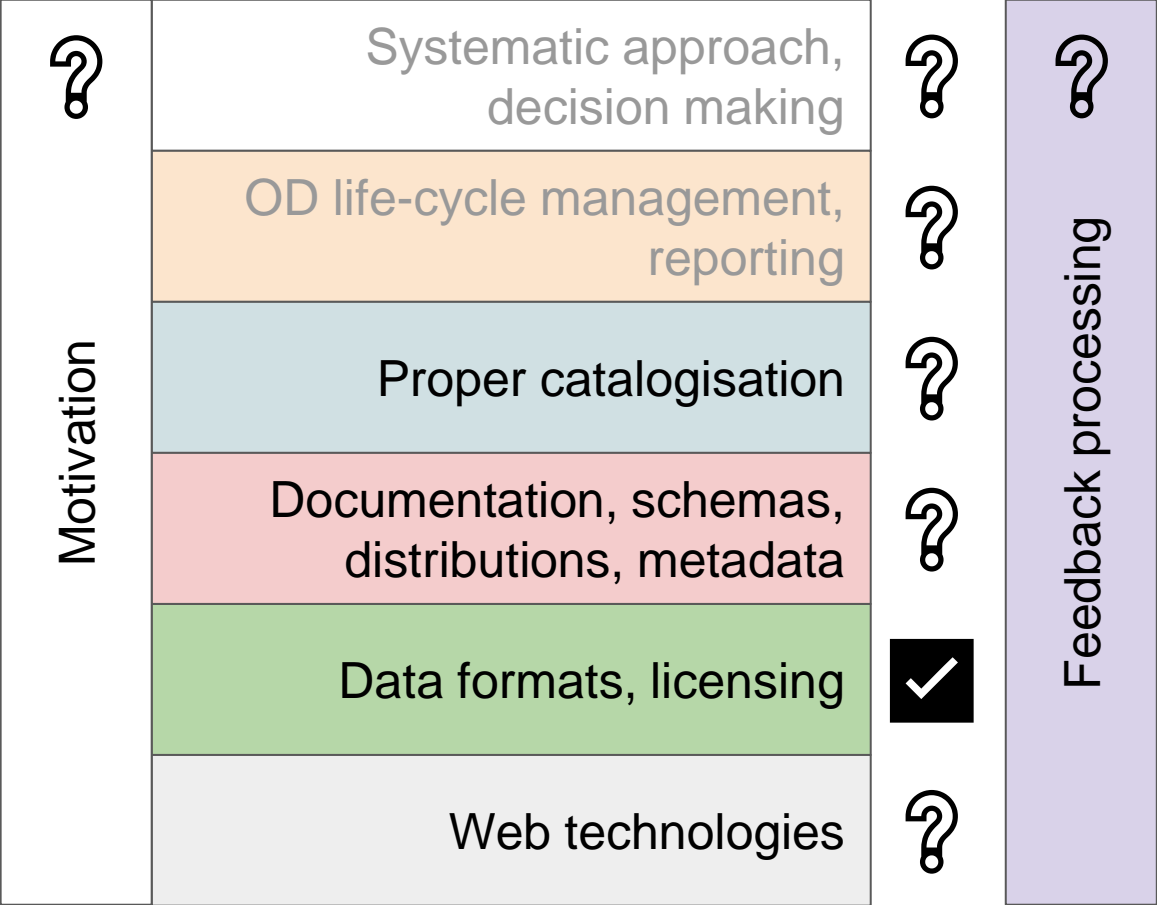 Motivation
Systematic approach,
decision making
OD life-cycle management,
reporting
Proper catalogisation
Documentation, schemas,
distributions, metadata
Data formats, licensing
Web technologies
Feedback processing